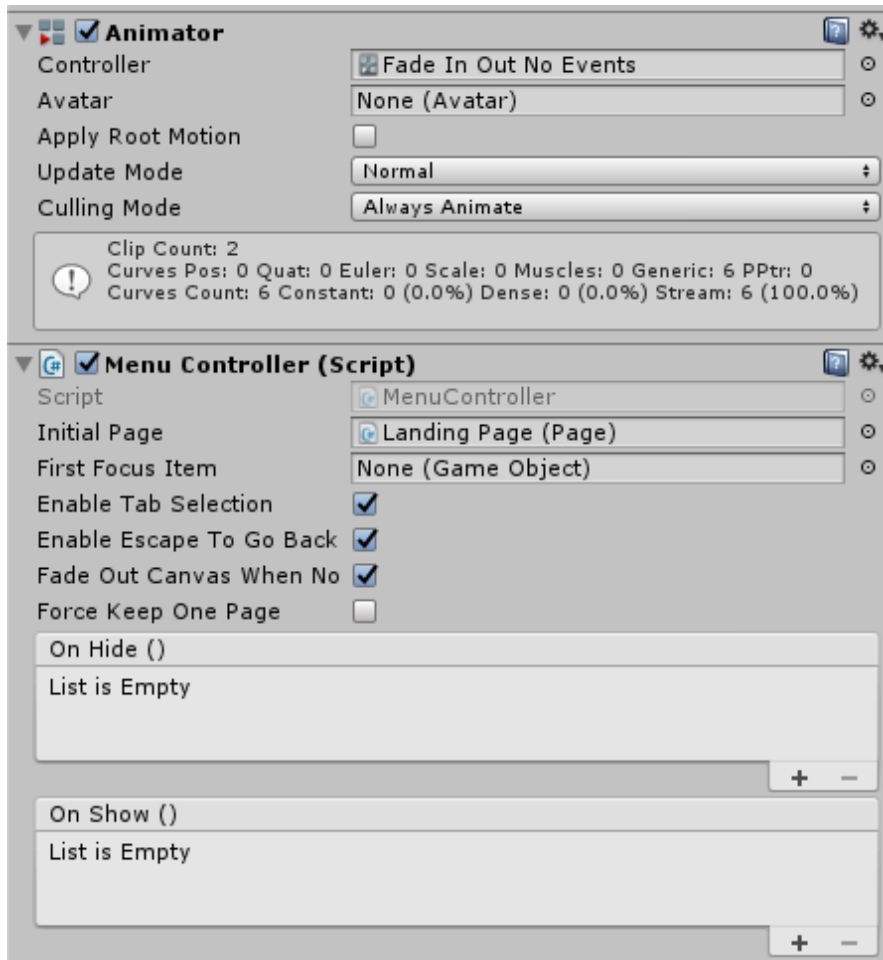 Animator
Controller Fade In Out No Events
Avatar None (Avatar)
Apply Root Motion
Update Mode Normal
Culling Mode Always Animate
Clip Count: 2
Curves Pos: 0 Quat: 0 Euler: 0 Scale: 0 Muscles: 0 Generic: 6 PPtr: 0
Curves Count: 6 Constant: 0 (0.0%) Dense: 0 (0.0%) Stream: 6 (100.0%)
Menu Controller (Script)
Script MenuController
Initial Page Landing Page (Page)
First Focus Item None (Game Object)
Enable Tab Selection
Enable Escape To Go Back
Fade Out Canvas When No
Force Keep One Page
On Hide ()
List is Empty
+ −
On Show ()
List is Empty
+ −